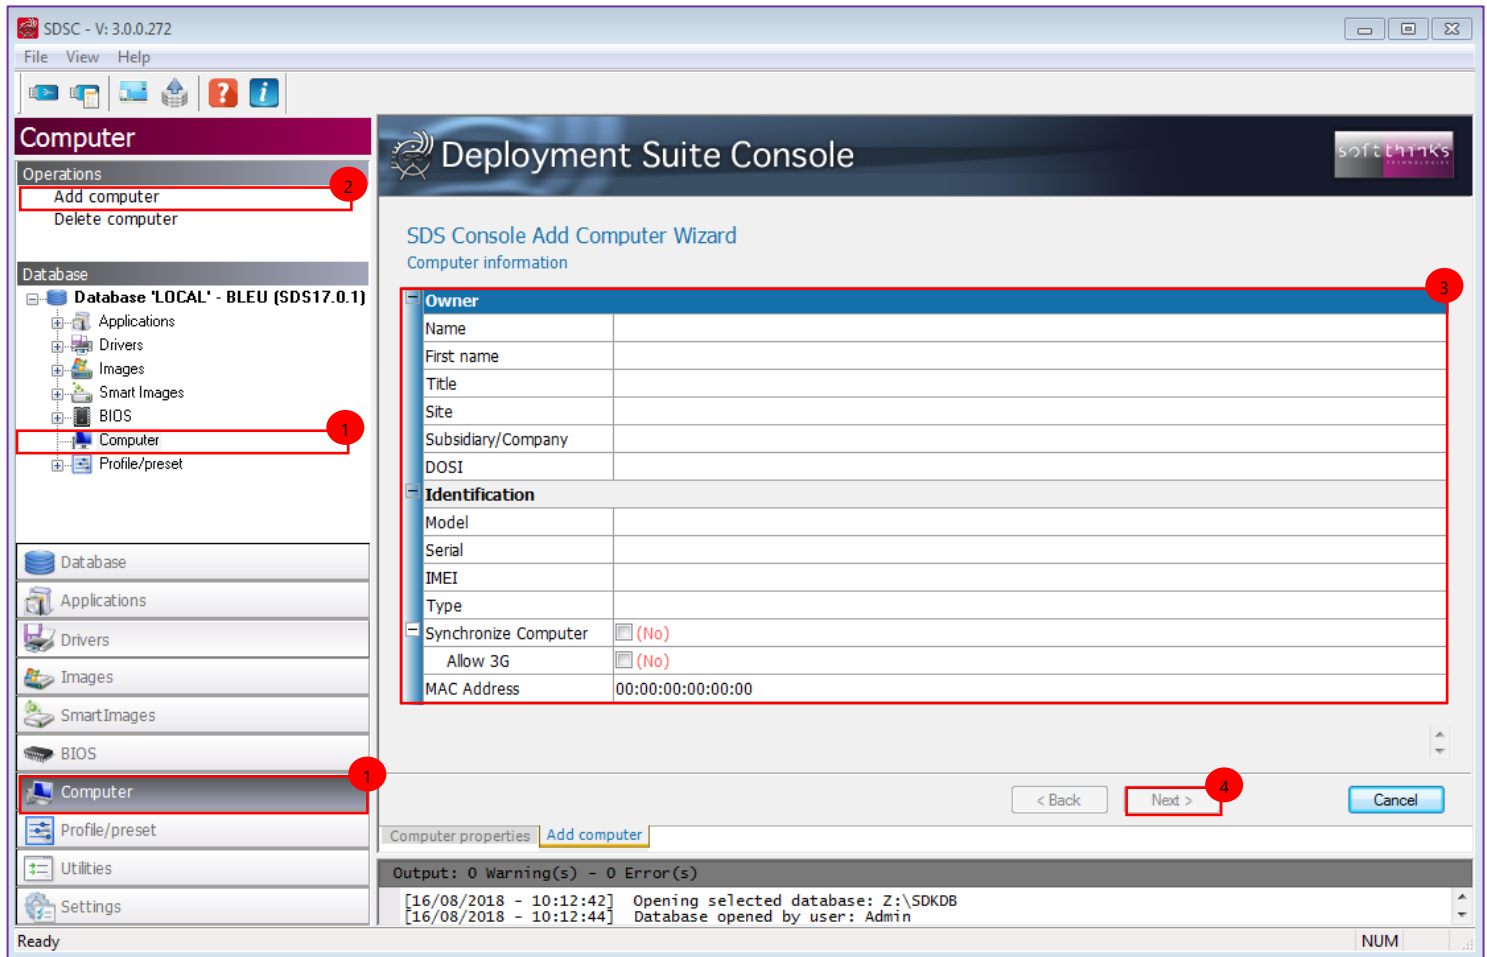 SDSC - V: 3.0.0.272
File View Help
Computer
Operations
2
Add computer
Delete computer
Database
Database 'LOCAL' - BLEU (SDS17.0.1)
Applications
Drivers
Images
Smart Images
BIOS
1
Computer
Profile/preset
Database
Applications
Drivers
Images
SmartImages
BIOS
1
Computer
Profile/preset
Utilities
Settings
Deployment Suite Console
softthinks
TECHNOLOGIES
SDS Console Add Computer Wizard
Computer information
3
Owner
Name
First name
Title
Site
Subsidiary/Company
DOSI
Identification
Model
Serial
IMEI
Type
Synchronize Computer (No)
Allow 3G (No)
MAC Address 00:00:00:00:00:00
4
< Back Next > Cancel
Computer properties Add computer
Output: 0 Warning(s) - 0 Error(s)
[16/08/2018 - 10:12:42] Opening selected database: Z:\SDKDB
[16/08/2018 - 10:12:44] Database opened by user: Admin
Ready NUM